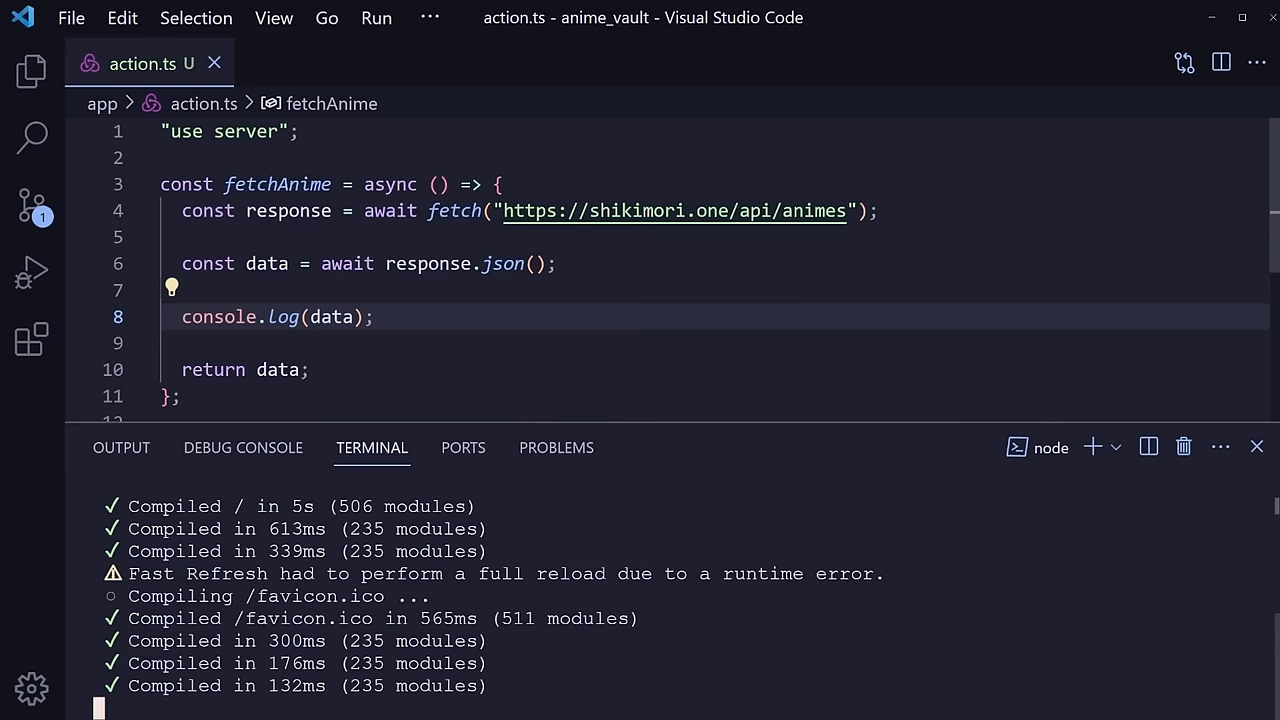 File Edit Selection View Go Run ··· action.ts - anime_vault - Visual Studio Code
action.ts U
app > action.ts > fetchAnime
1 "use server";
2
3 const fetchAnime = async () => {
4 const response = await fetch("https://shikimori.one/api/animes");
5
6 const data = await response.json();
7
8 console.log(data);
9
10 return data;
11 };
1
OUTPUT DEBUG CONSOLE TERMINAL PORTS PROBLEMS node
✓ Compiled / in 5s (506 modules)
✓ Compiled in 613ms (235 modules)
✓ Compiled in 339ms (235 modules)
⚠ Fast Refresh had to perform a full reload due to a runtime error.
○ Compiling /favicon.ico ...
✓ Compiled /favicon.ico in 565ms (511 modules)
✓ Compiled in 300ms (235 modules)
✓ Compiled in 176ms (235 modules)
✓ Compiled in 132ms (235 modules)